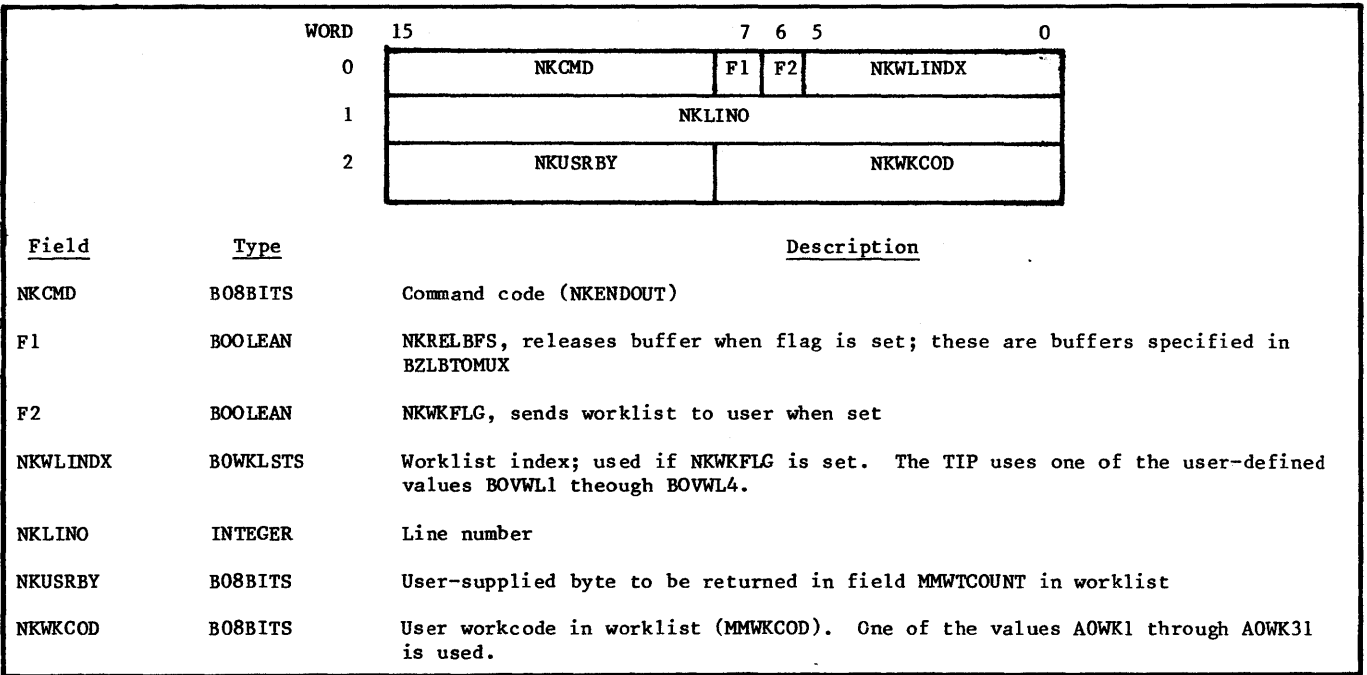 WORD 15 7 6 5 0
0 NKCMD F1 F2 NKWLINDX
1 NKLINO
2 NKUSRBY NKWKCOD
Field Type Description
NKCMD B08BITS Command code (NKENDOUT)
F1 BOOLEAN NKRELBFS, releases buffer when flag is set; these are buffers specified in
BZLBTOMUX
F2 BOOLEAN NKWKFLG, sends worklist to user when set
NKWLINDX B0WKLSTS Worklist index; used if NKWKFLG is set. The TIP uses one of the user-defined
values B0VWL1 theough B0VWL4.
NKLINO INTEGER Line number
NKUSRBY B08BITS User-supplied byte to be returned in field MMWTCOUNT in worklist
NKWKCOD B08BITS User workcode in worklist (MMWKCOD). One of the values A0WK1 through A0WK31
is used.